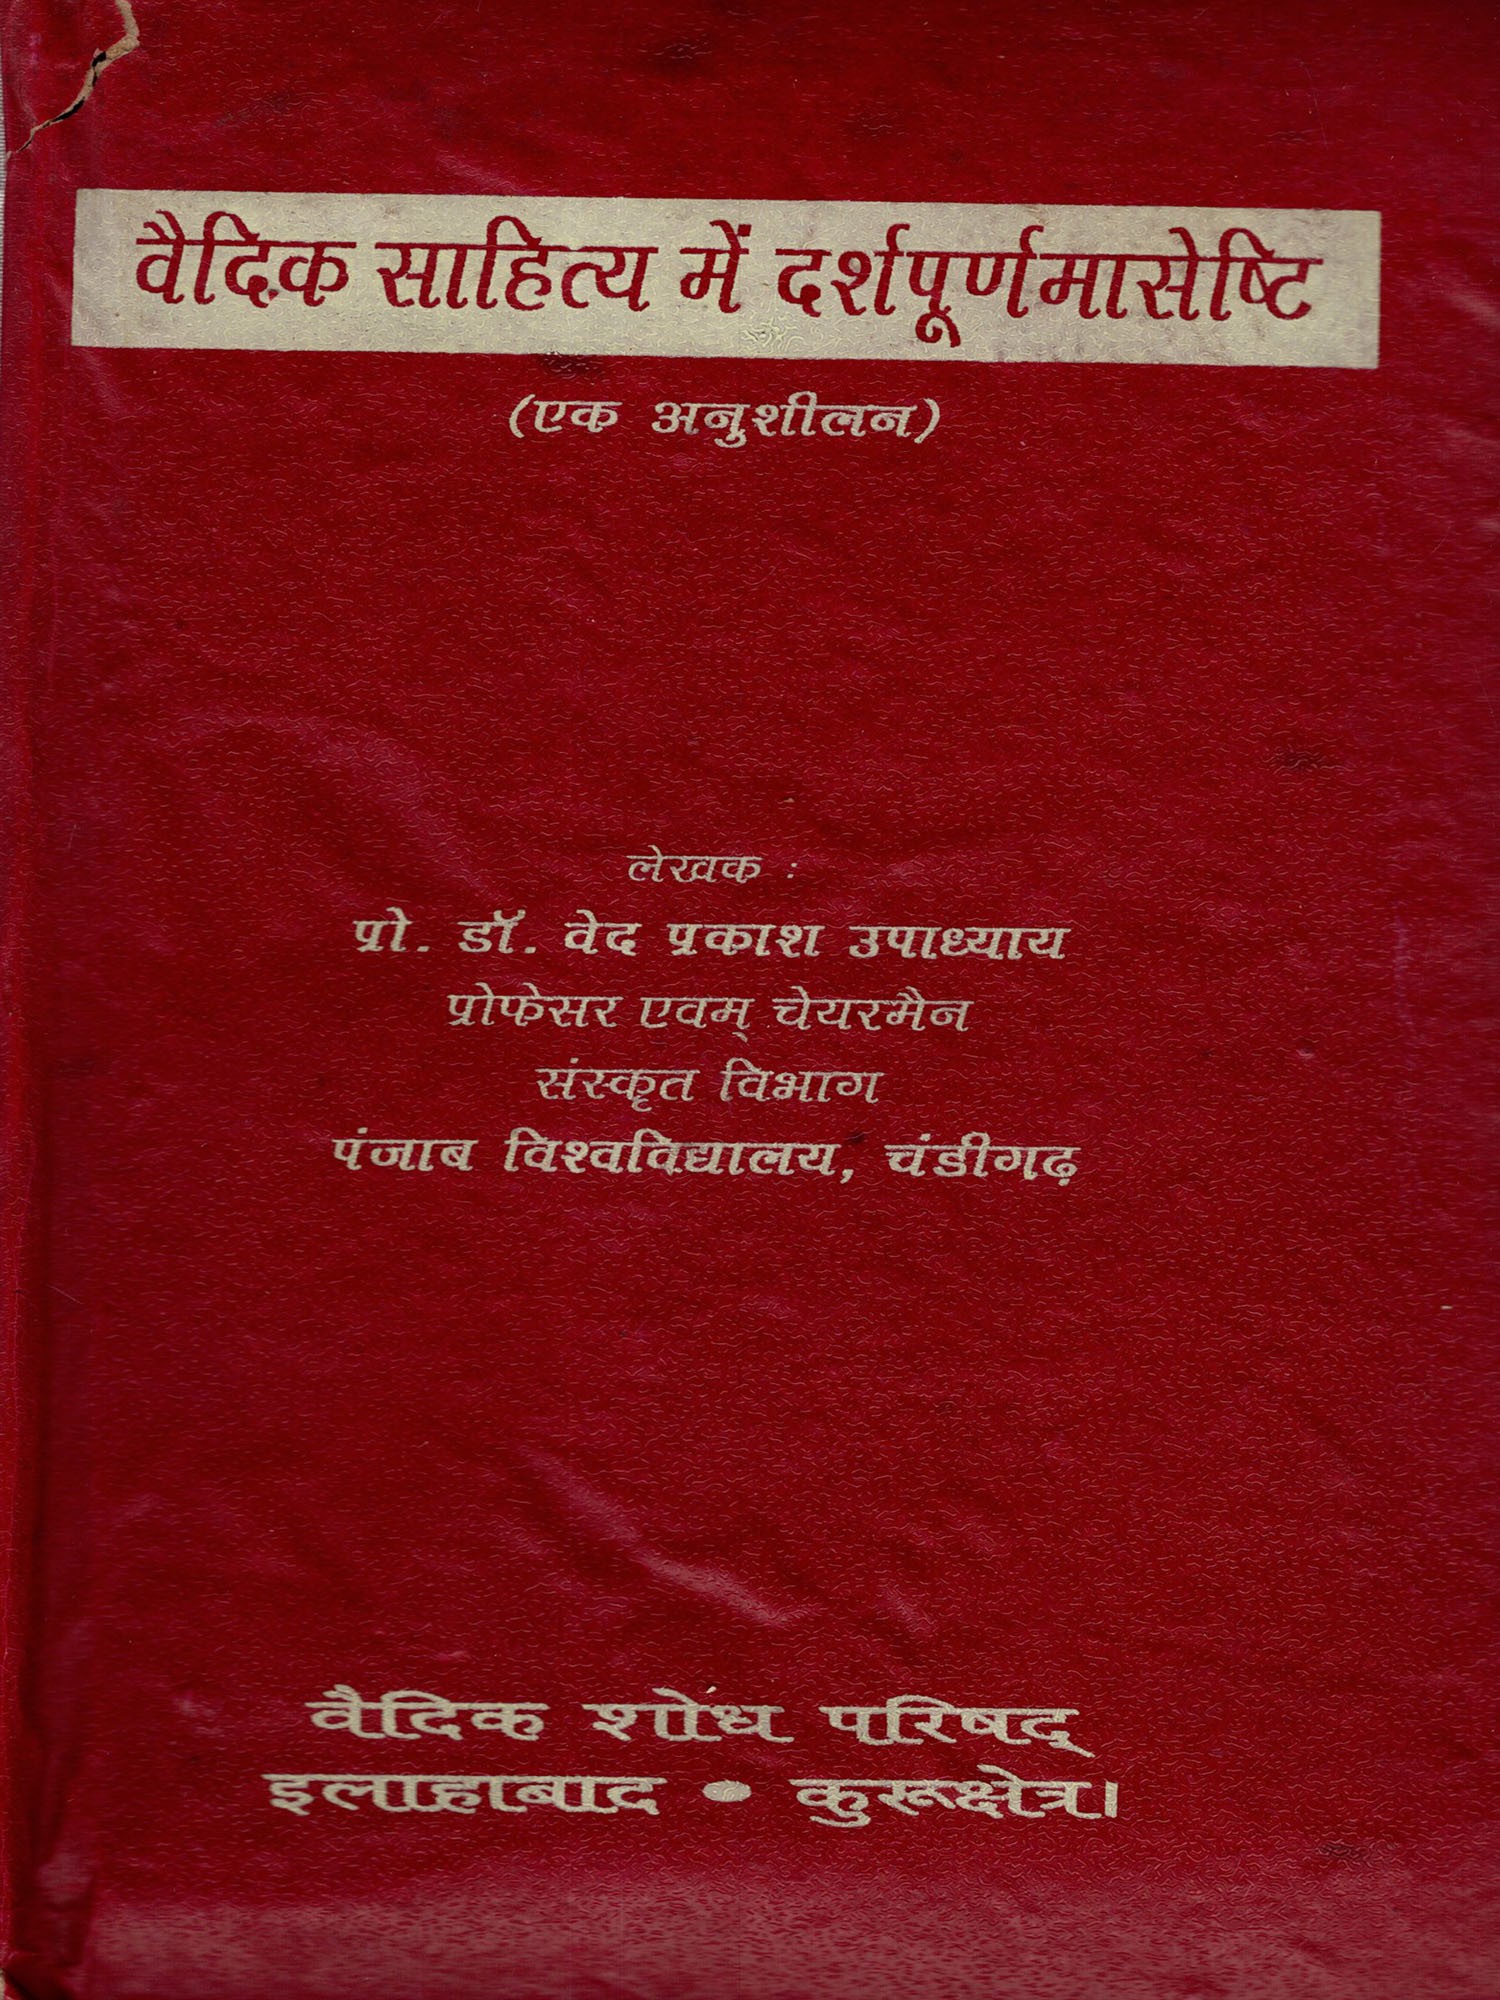 वैदिक साहित्य में दर्शपूर्णमासेष्टि
(एक अनुशीलन)
लेखक :
प्रो. डॉ. वेद प्रकाश उपाध्याय
प्रोफेसर एवम् चेयरमैन
संस्कृत विभाग
पंजाब विश्वविद्यालय, चंडीगढ़
वैदिक शोध परिषद्
इलाहाबाद ● कुरूक्षेत्र।